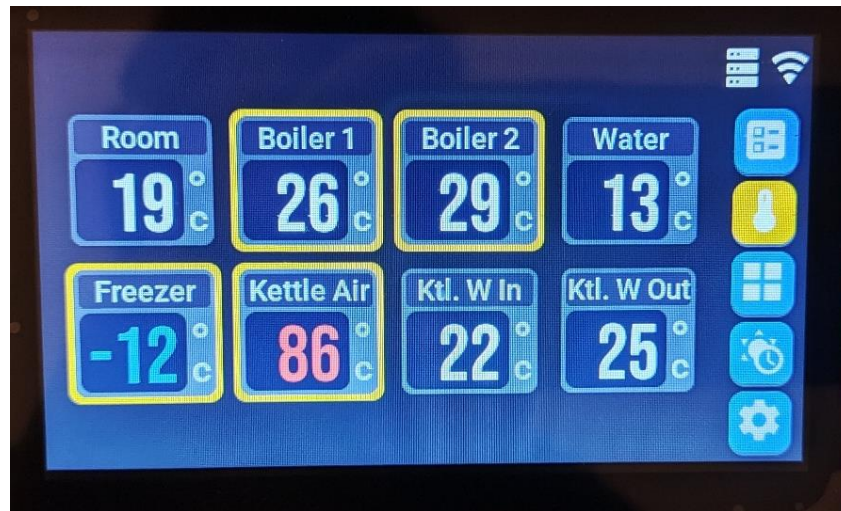 Room Boiler 1 Boiler 2 Water
19 °C 26 °C 29 °C 13 °C
Freezer Kettle Air Ktl. W In Ktl. W Out
-12 °C 86 °C 22 °C 25 °C